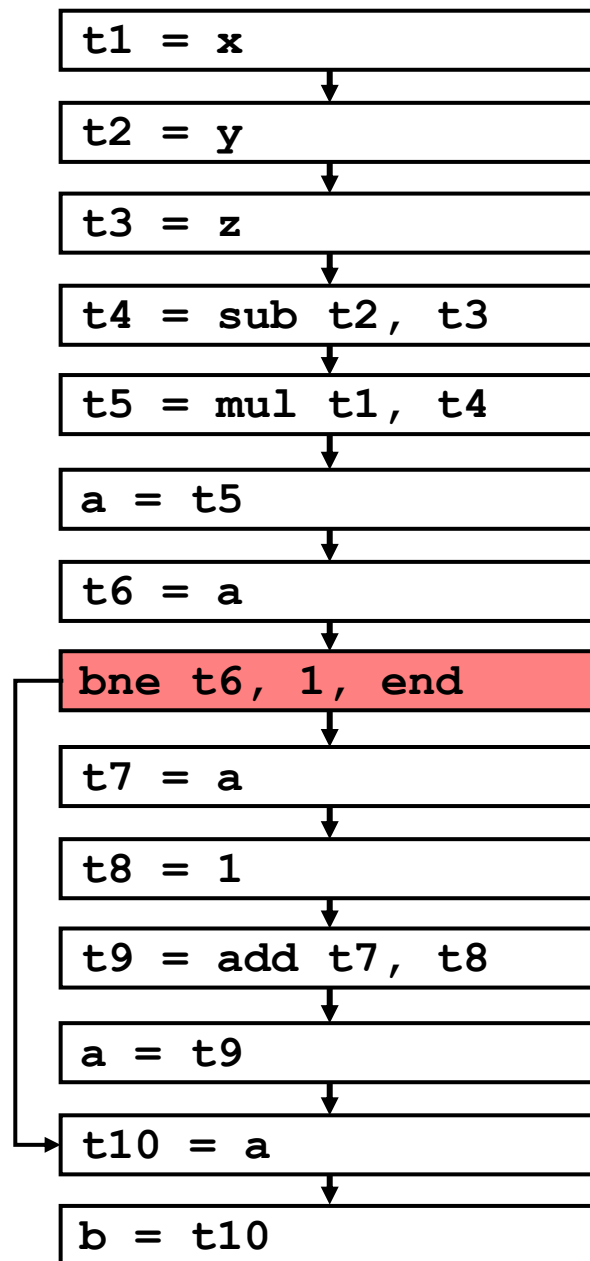 t1 = x
t2 = y
t3 = z
t4 = sub t2, t3
t5 = mul t1, t4
a = t5
t6 = a
bne t6, 1, end
t7 = a
t8 = 1
t9 = add t7, t8
a = t9
t10 = a
b = t10